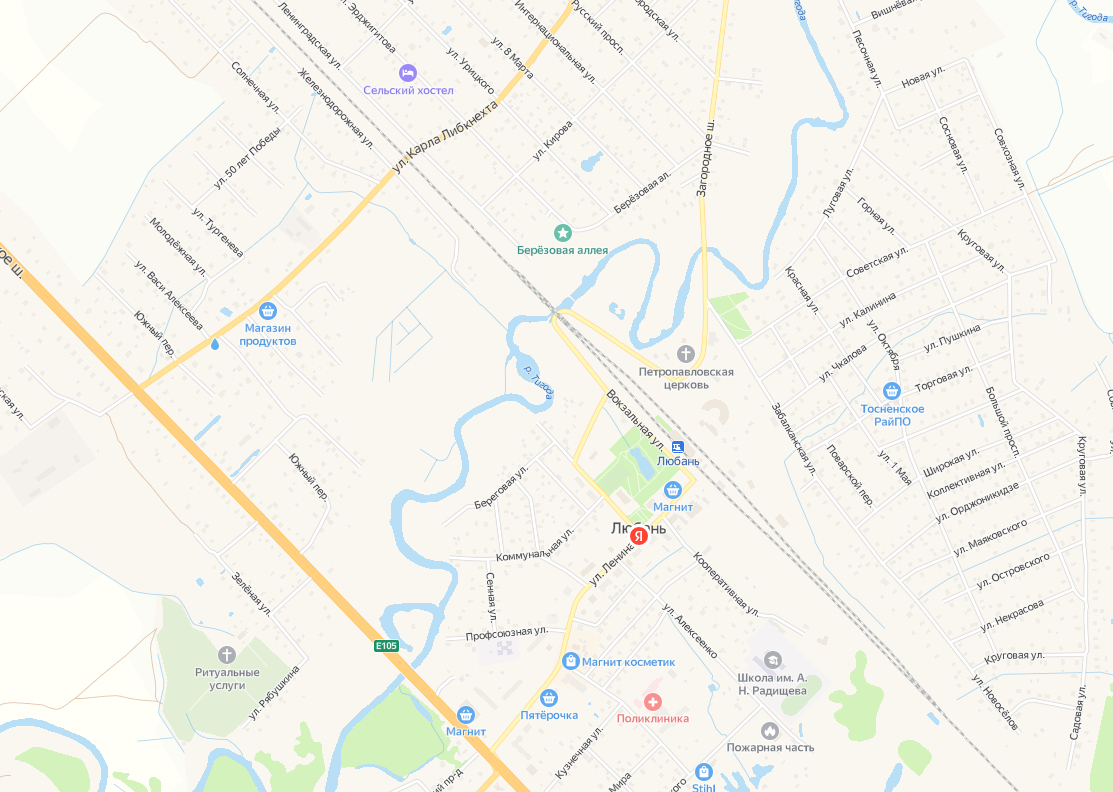 Ленинградская ул.
ул. Эрджигитова
Интернациональная ул.
Русский просп.
Вишнёвая
р. Тигода
Тигода
Песочная ул.
ул. 8 Марта
ул. Урицкого
Солнечная ул.
Железнодорожная ул.
Сельский хостел
Новая ул.
ул. Карла Либкнехта
ул. Кирова
Загородное ш.
Сосновая ул.
Совхозная ул.
ул. 50 лет Победы
Берёзовая ал.
Луговая ул.
Горная ул.
ул. Тургенева
Молодёжная ул.
Берёзовая аллея
Круговая ул.
Советская ул.
ул. Васи Алексеева
Красная ул.
ул. Калинина
Южный пер.
Магазин
продуктов
ул. Октября
ул. Пушкина
ул. Чкалова
Петропавловская
церковь
р. Тигода
Торговая ул.
Вокзальная ул.
Тосненское
РайПО
Большой просп.
Забалканская ул.
Поварской пер.
ул. 1 Мая
Широкая ул.
Коллективная ул.
Круговая ул.
Любань
Южный пер.
Береговая ул.
Магнит
ул. Орджоникидзе
Любань
Я
ул. Маяковского
Коммунальная ул.
ул. Ленина
Кооперативная ул.
ул. Островского
Зелёная ул.
Сенная ул.
ул. Некрасова
Профсоюзная ул.
ул. Алексеенко
E105
Круговая ул.
Магнит косметик
Школа им. А.
Н. Радищева
Ритуальные
услуги
ул. Рябушкина
ул. Новосёлов
Садовая ул.
Пятёрочка
Поликлиника
Магнит
Пожарная часть
Кузнечная ул.
Мира
Stihl